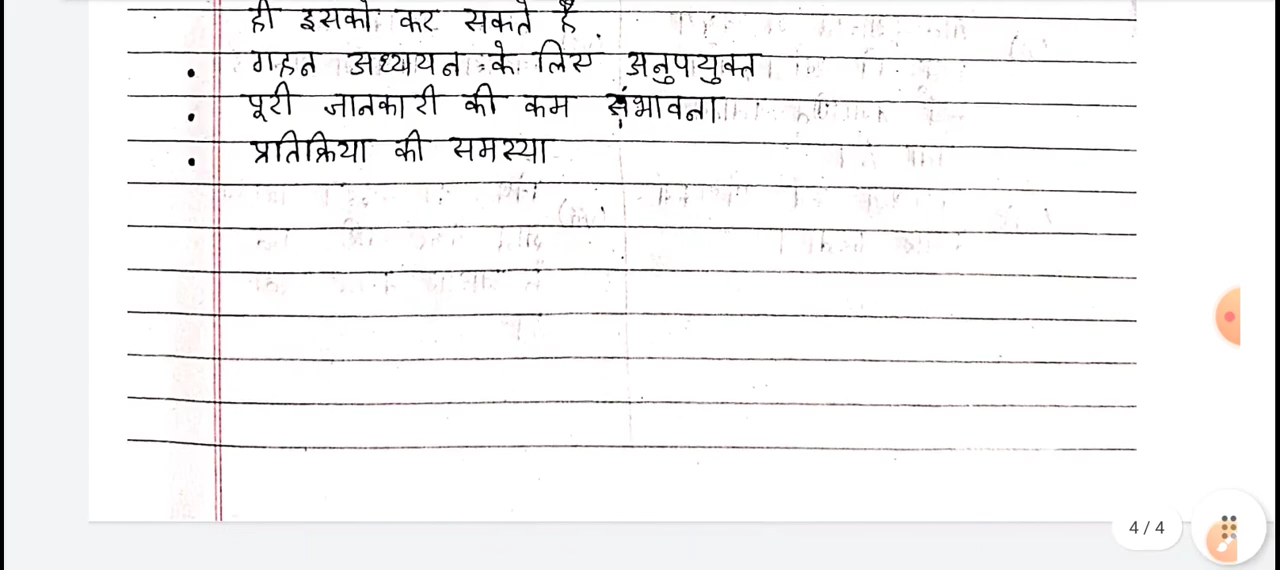 ही इसको कर सकते है.
• गहन अध्ययन के लिए अनुपयुक्त
• पूरी जानकारी की कम संभावना
• प्रतिक्रिया की समस्या
4 / 4